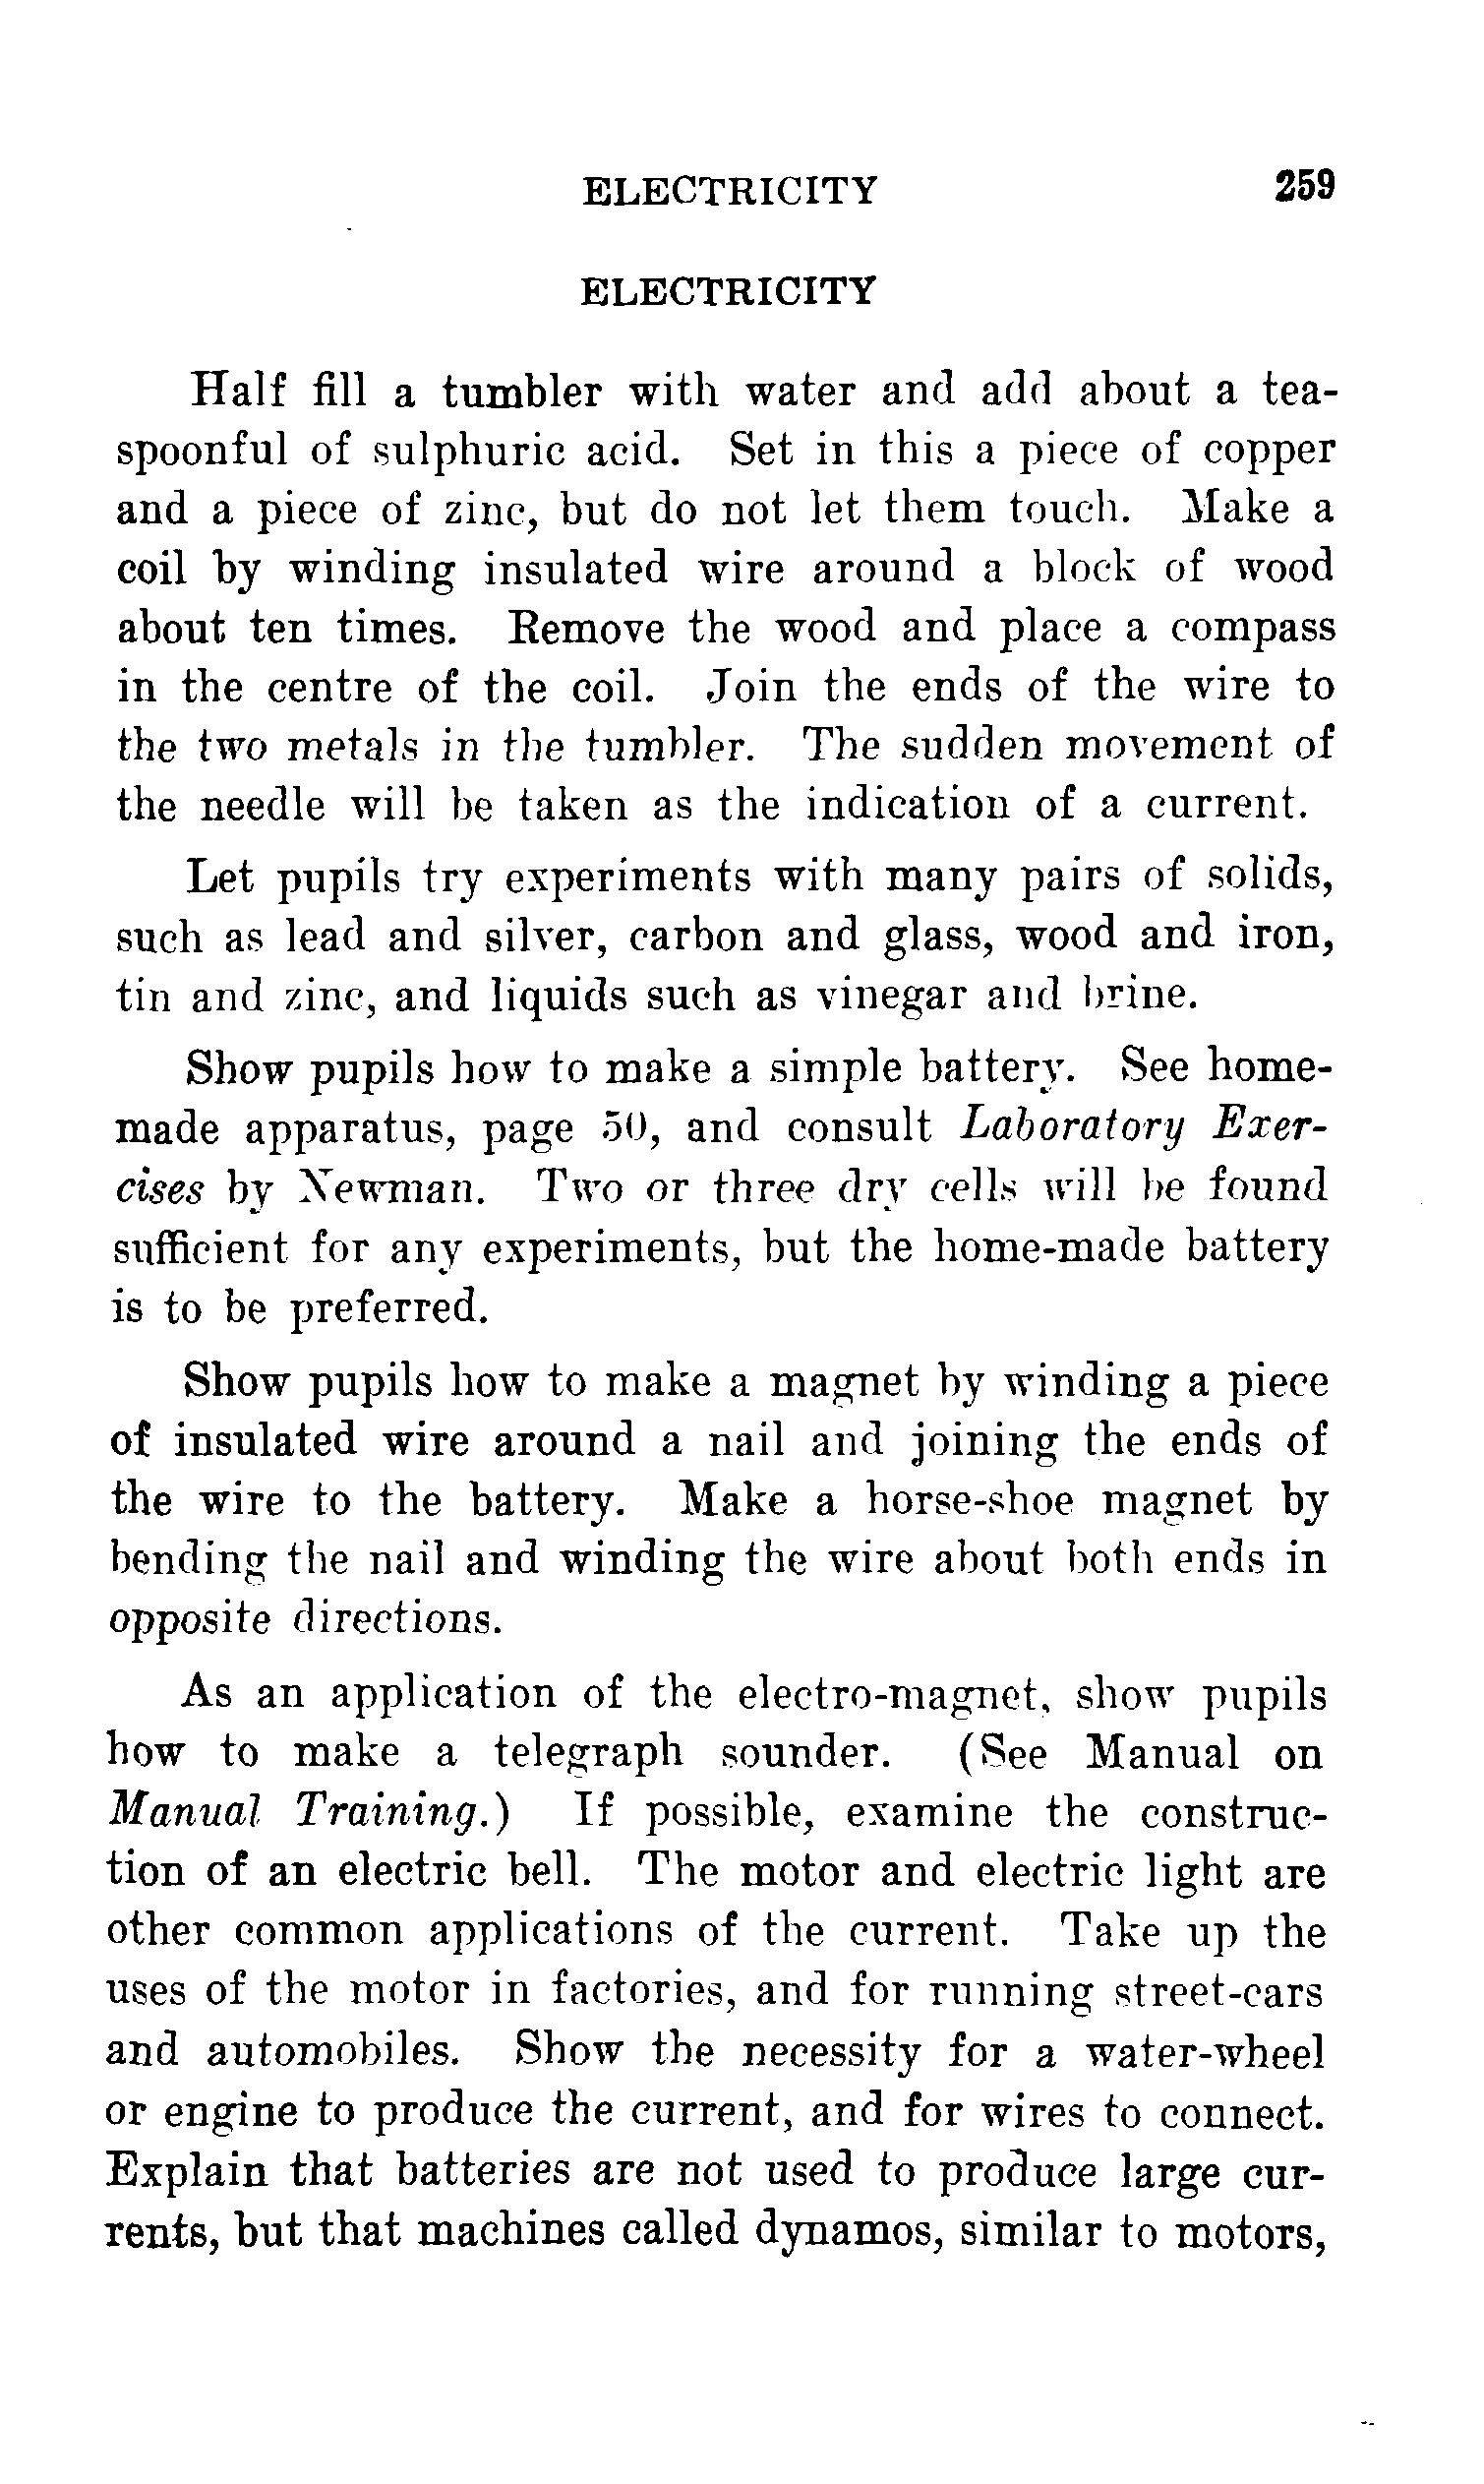 ELECTRICITY 259
ELECTRICITY
Half fill a tumbler with water and add about a tea-
spoonful of sulphuric acid. Set in this a piece of copper
and a piece of zinc, but do not let them touch. Make a
coil by winding insulated wire around a block of wood
about ten times. Remove the wood and place a compass
in the centre of the coil. Join the ends of the wire to
the two metals in the tumbler. The sudden movement of
the needle will be taken as the indication of a current.
Let pupils try experiments with many pairs of solids,
such as lead and silver, carbon and glass, wood and iron,
tin and zinc, and liquids such as vinegar and brine.
Show pupils how to make a simple battery. See home-
made apparatus, page 50, and consult Laboratory Exer-
cises by Newman. Two or three dry cells will be found
sufficient for any experiments, but the home-made battery
is to be preferred.
Show pupils how to make a magnet by winding a piece
of insulated wire around a nail and joining the ends of
the wire to the battery. Make a horse-shoe magnet by
bending the nail and winding the wire about both ends in
opposite directions.
As an application of the electro-magnet, show pupils
how to make a telegraph sounder. (See Manual on
Manual Training.) If possible, examine the construc-
tion of an electric bell. The motor and electric light are
other common applications of the current. Take up the
uses of the motor in factories, and for running street-cars
and automobiles. Show the necessity for a water-wheel
or engine to produce the current, and for wires to connect.
Explain that batteries are not used to produce large cur-
rents, but that machines called dynamos, similar to motors,